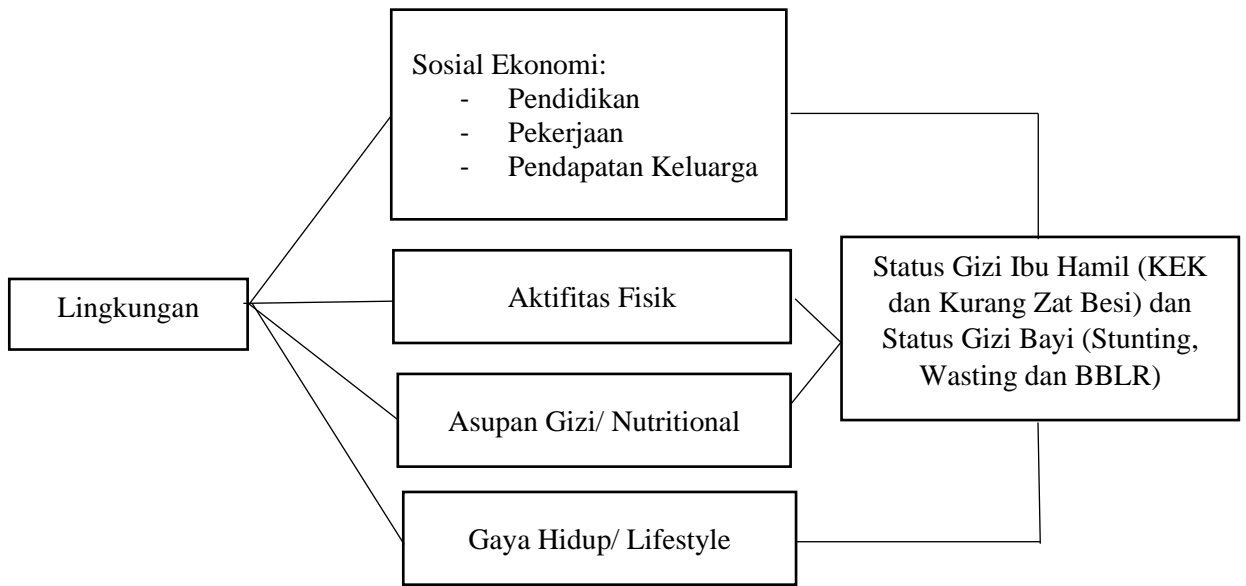 Sosial Ekonomi:
- Pendidikan
- Pekerjaan
- Pendapatan Keluarga
Lingkungan
Aktifitas Fisik
Asupan Gizi/ Nutritional
Gaya Hidup/ Lifestyle
Status Gizi Ibu Hamil (KEK
dan Kurang Zat Besi) dan
Status Gizi Bayi (Stunting,
Wasting dan BBLR)